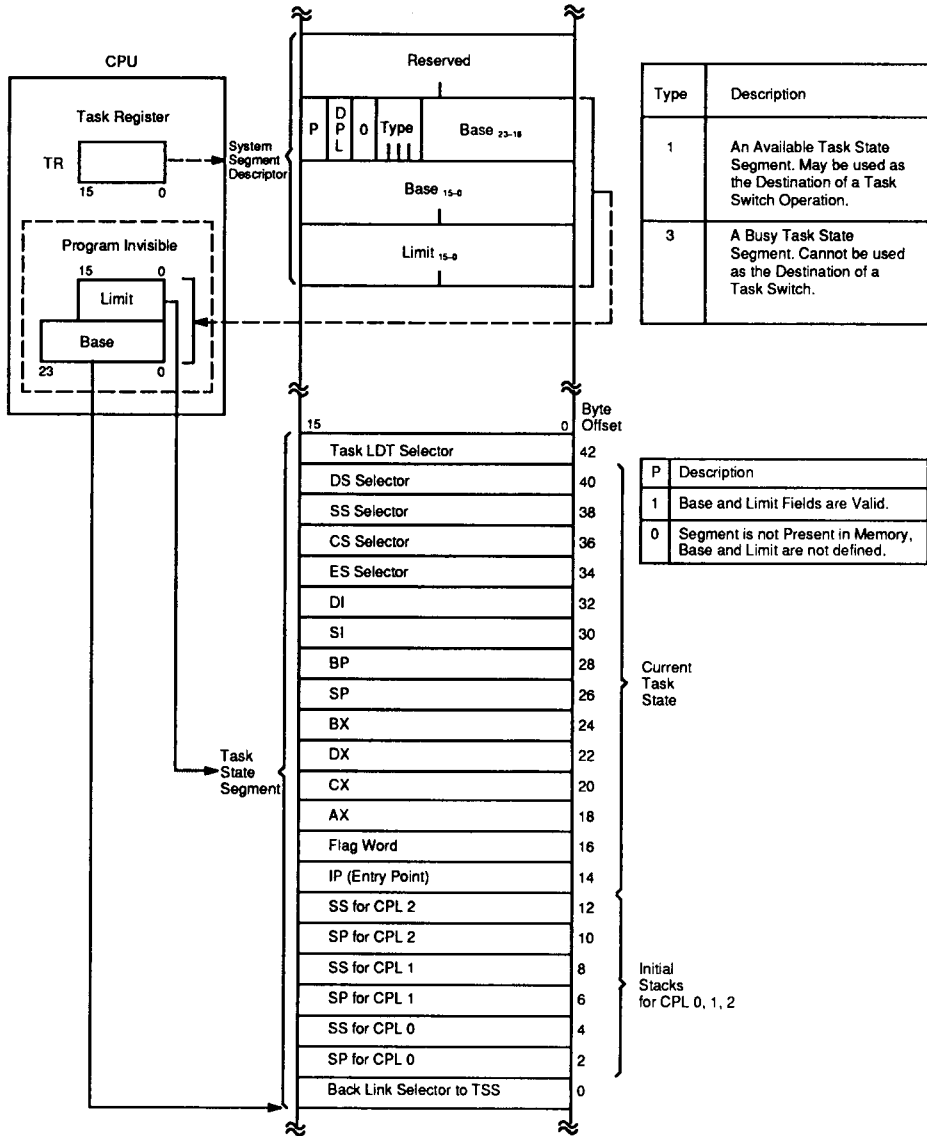 CPU
Task Register
TR
15 0
Program Invisible
15 0
Limit
Base
23 0
System
Segment
Descriptor
Reserved
P DPL 0 Type Base 23–16
Base 15–0
Limit 15–0
Type Description
1 An Available Task State
Segment. May be used as
the Destination of a Task
Switch Operation.
3 A Busy Task State
Segment. Cannot be used
as the Destination of a
Task Switch.
15 0 Byte
Offset
Task LDT Selector 42
DS Selector 40
SS Selector 38
CS Selector 36
ES Selector 34
DI 32
SI 30
BP 28
SP 26
BX 24
DX 22
CX 20
AX 18
Flag Word 16
IP (Entry Point) 14
SS for CPL 2 12
SP for CPL 2 10
SS for CPL 1 8
SP for CPL 1 6
SS for CPL 0 4
SP for CPL 0 2
Back Link Selector to TSS 0
Task
State
Segment
P Description
1 Base and Limit Fields are Valid.
0 Segment is not Present in Memory,
Base and Limit are not defined.
Current
Task
State
Initial
Stacks
for CPL 0, 1, 2